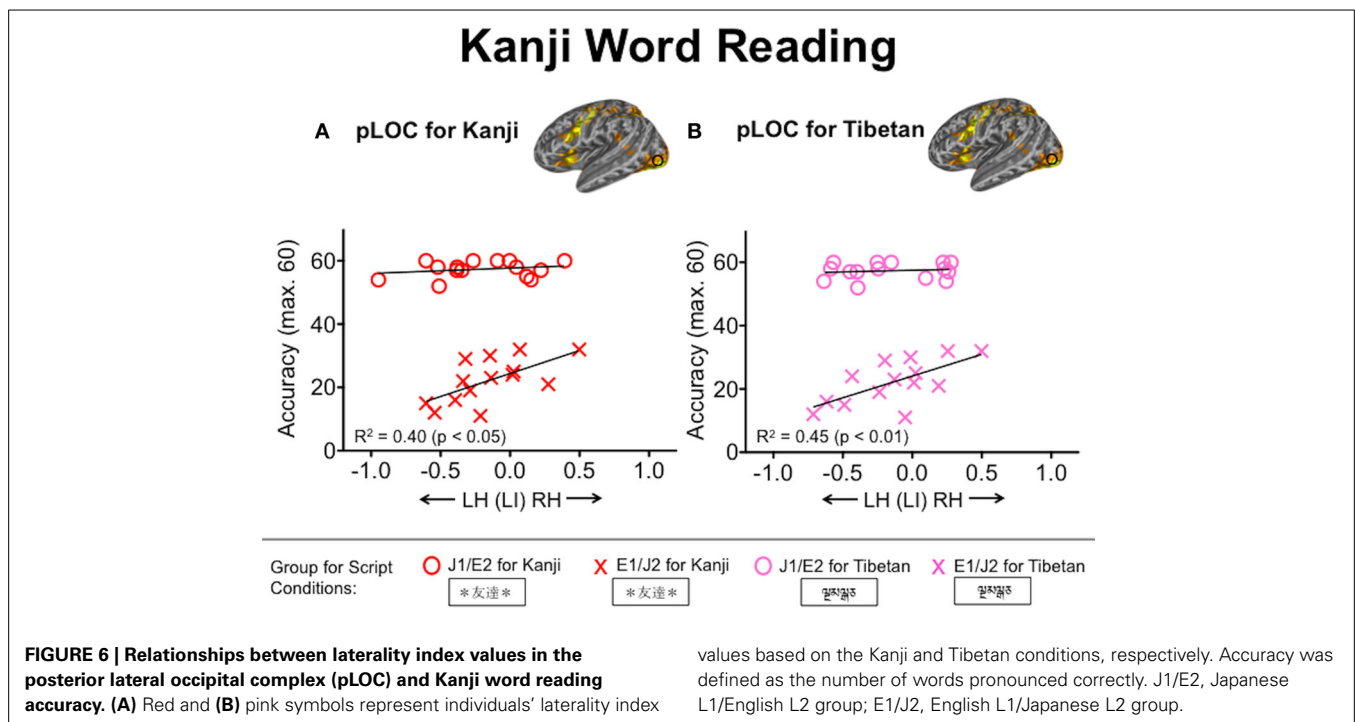 Kanji Word Reading
A pLOC for Kanji
B pLOC for Tibetan
Accuracy (max. 60)
60
40
20
0
R² = 0.40 (p < 0.05)
-1.0 -0.5 0.0 0.5 1.0
← LH (LI) RH →
Accuracy (max. 60)
60
40
20
0
R² = 0.45 (p < 0.01)
-1.0 -0.5 0.0 0.5 1.0
← LH (LI) RH →
Group for Script
Conditions:
J1/E2 for Kanji
*友達*
E1/J2 for Kanji
*友達*
J1/E2 for Tibetan
E1/J2 for Tibetan
FIGURE 6 | Relationships between laterality index values in the
posterior lateral occipital complex (pLOC) and Kanji word reading
accuracy. (A) Red and (B) pink symbols represent individuals’ laterality index
values based on the Kanji and Tibetan conditions, respectively. Accuracy was
defined as the number of words pronounced correctly. J1/E2, Japanese
L1/English L2 group; E1/J2, English L1/Japanese L2 group.